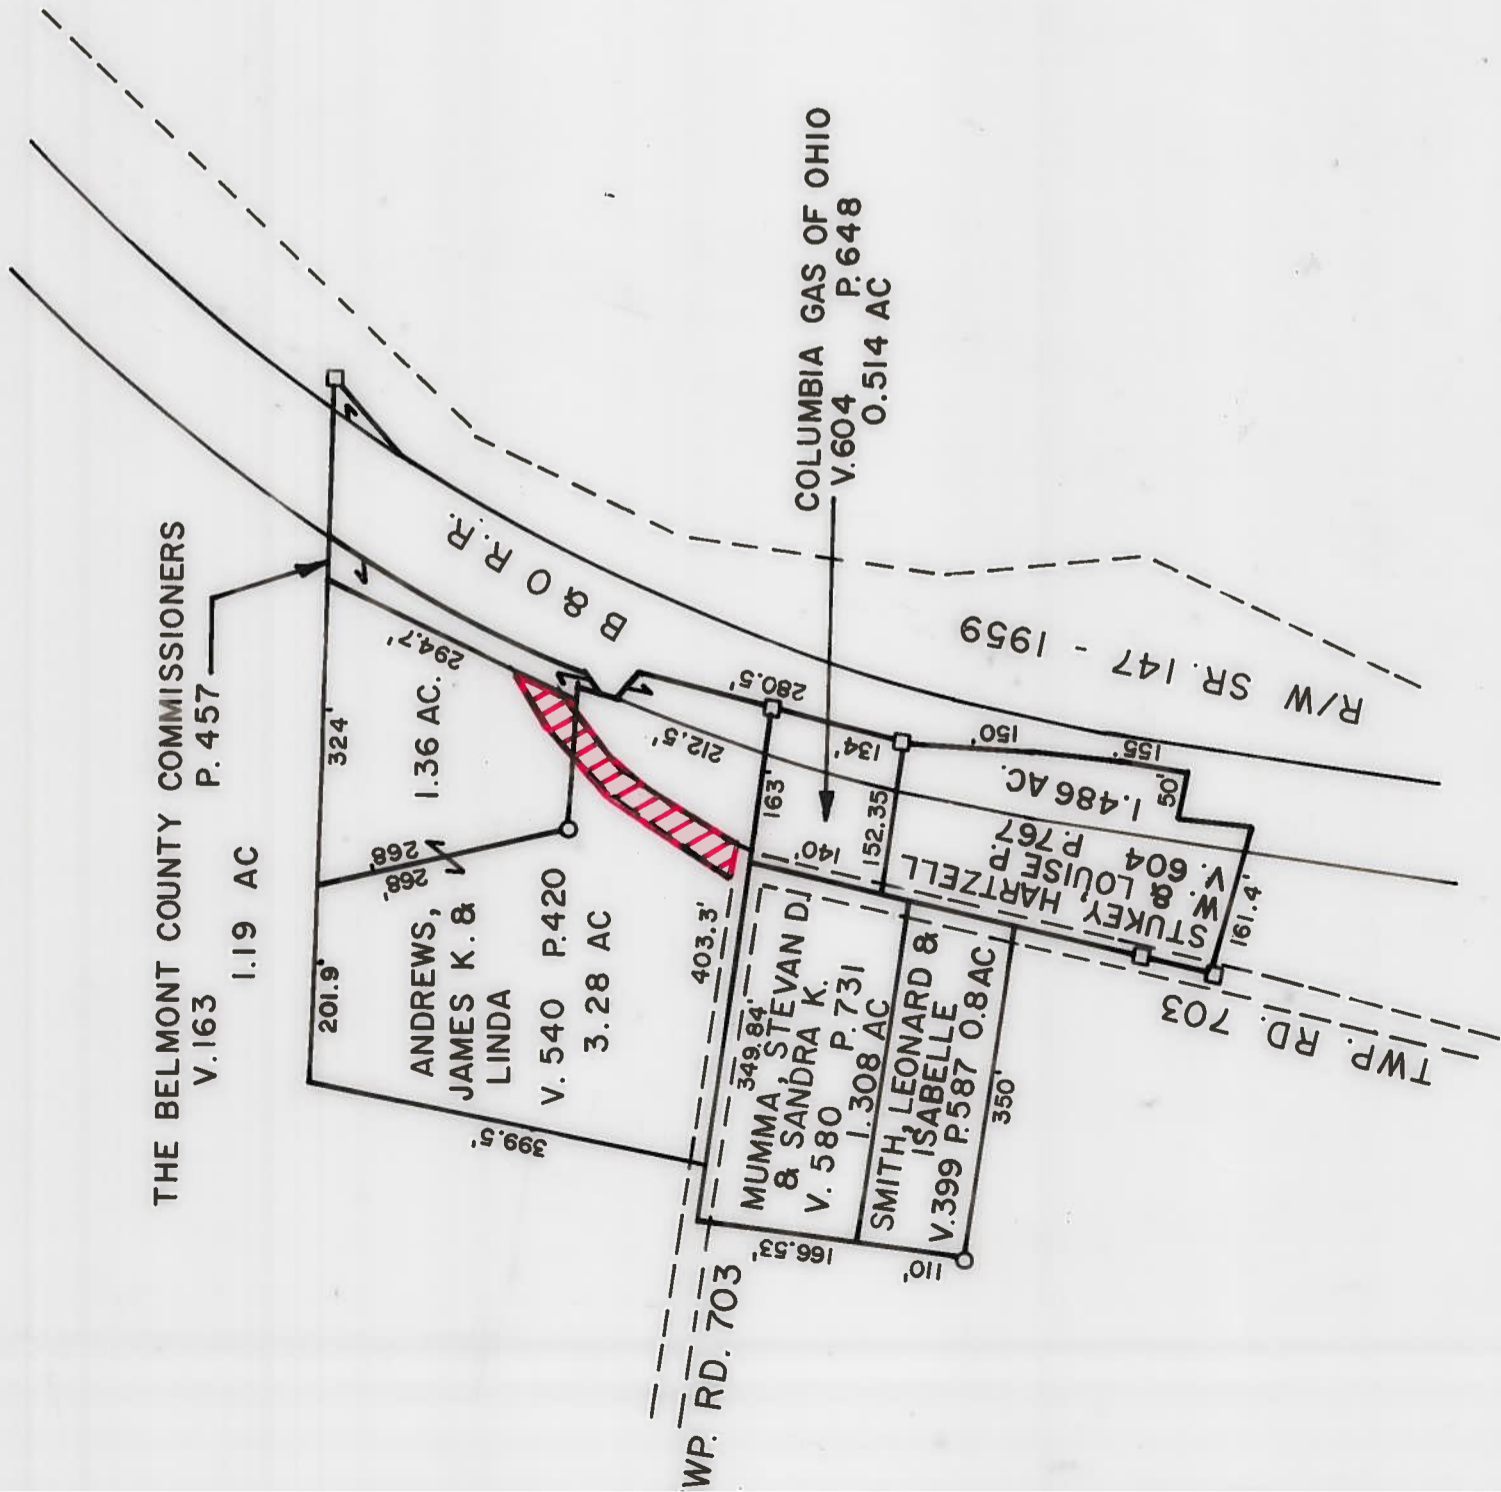 THE BELMONT COUNTY COMMISSIONERS
V.163 P. 457
1.19 AC
324'
201.9'
294.7'
1.36 AC.
268'
268'
ANDREWS,
JAMES K. &
LINDA
V. 540 P.420
3.28 AC
399.5'
403.3'
212.5'
280.5'
B & O R.R.
COLUMBIA GAS OF OHIO
V.604 P. 648
0.514 AC
163'
134'
140'
152.35
R/W SR. 147 - 1959
150'
155'
50'
161.4'
1.486 AC.
STUKEY HARTZELL
W. & LOUISE P.
V. 604 P.767
349.84'
MUMMA, STEVAN D.
& SANDRA K.
V. 580 P. 731
1.308 AC
166.53'
SMITH, LEONARD &
ISABELLE
V.399 P.587 0.8 AC
110'
350'
WP. RD. 703
TWP. RD. 703